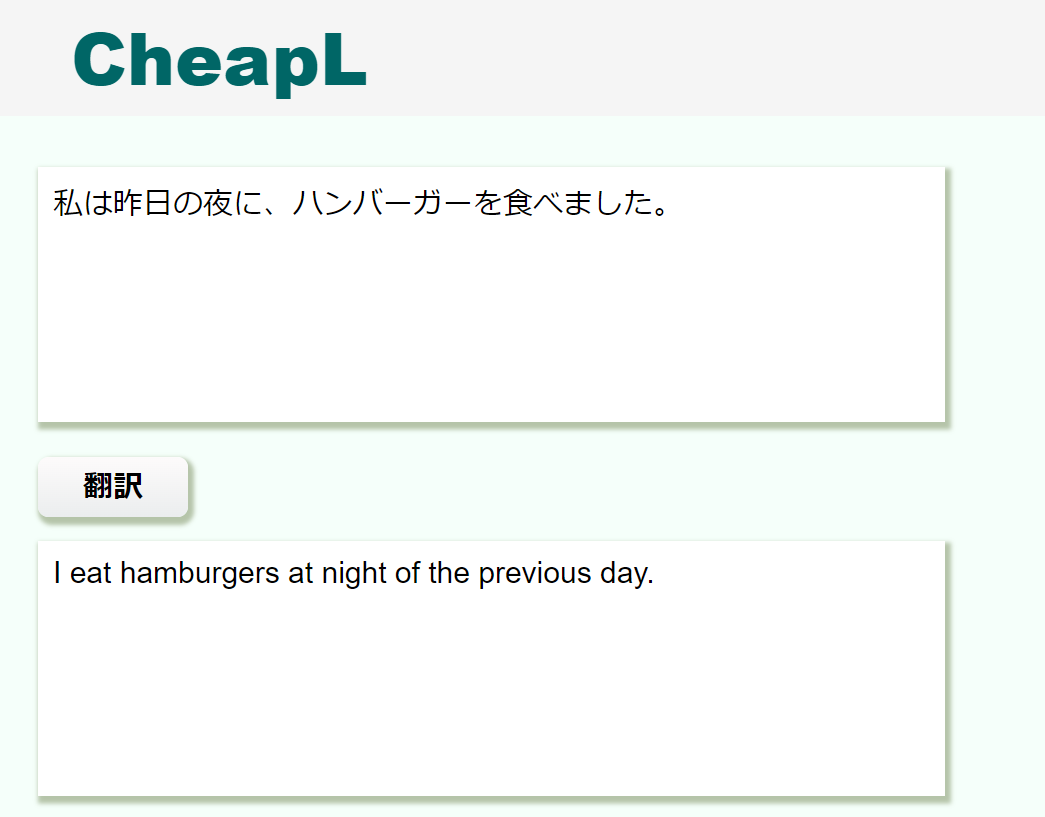 CheapL
私は昨日の夜に、ハンバーガーを食べました。
翻訳
I eat hamburgers at night of the previous day.